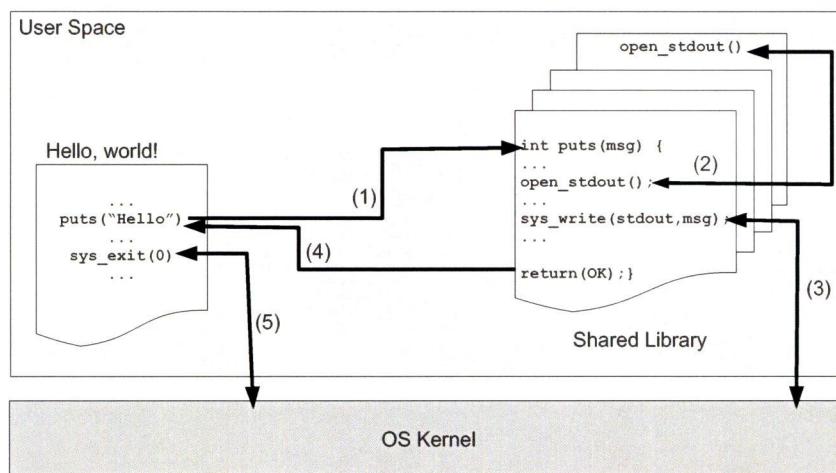 User Space
open_stdout()
Hello, world!
int puts(msg) {
...
(2)
open_stdout();
...
(1)
puts("Hello")
sys_write(stdout,msg);
...
...
(4)
sys_exit(0)
...
return(OK);}
(3)
(5)
Shared Library
OS Kernel
...